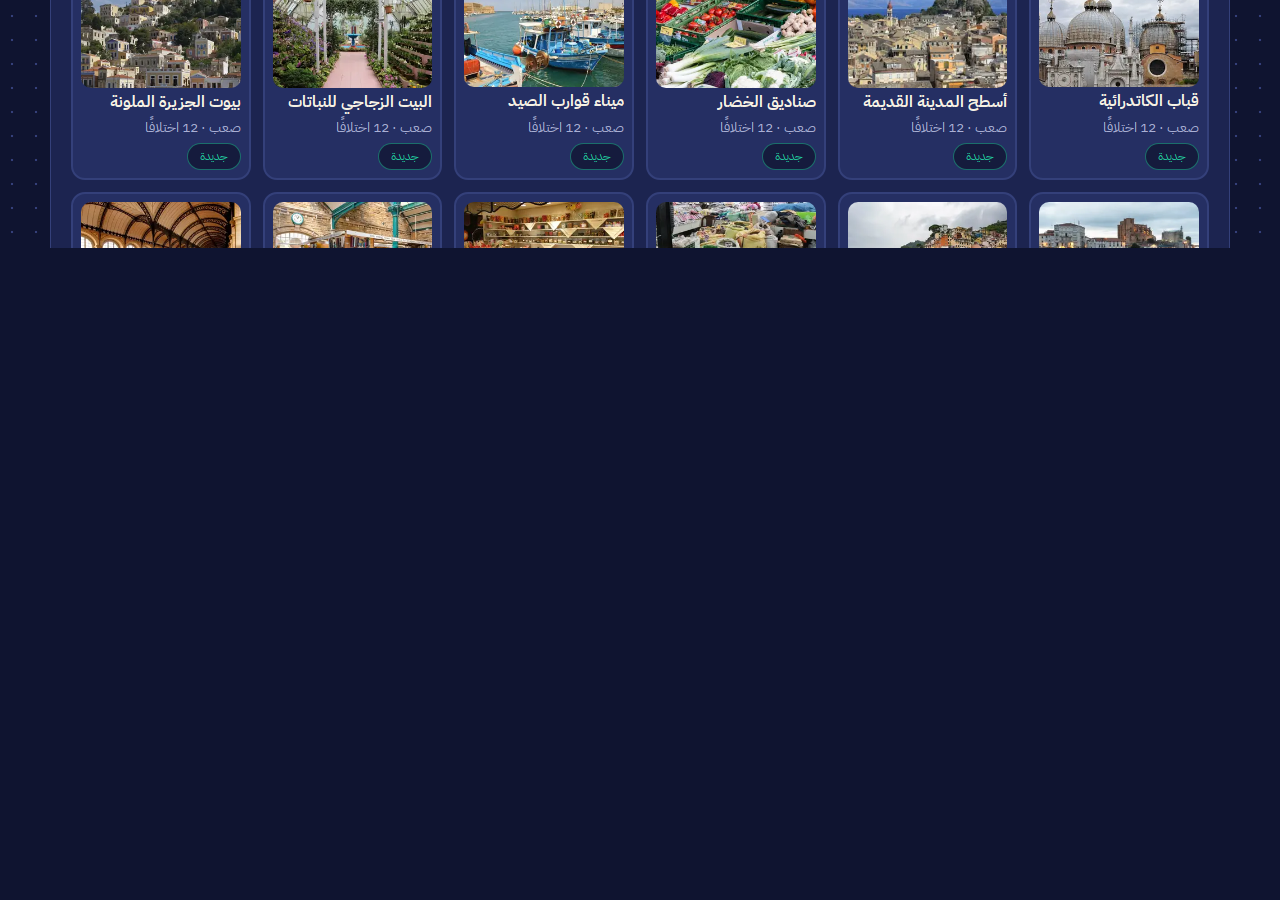 قباب الكاتدرائية
صعب · 12 اختلافًا
جديدة
أسطح المدينة القديمة
صعب · 12 اختلافًا
جديدة
صناديق الخضار
صعب · 12 اختلافًا
جديدة
ميناء قوارب الصيد
صعب · 12 اختلافًا
جديدة
البيت الزجاجي للنباتات
صعب · 12 اختلافًا
جديدة
بيوت الجزيرة الملونة
صعب · 12 اختلافًا
جديدة